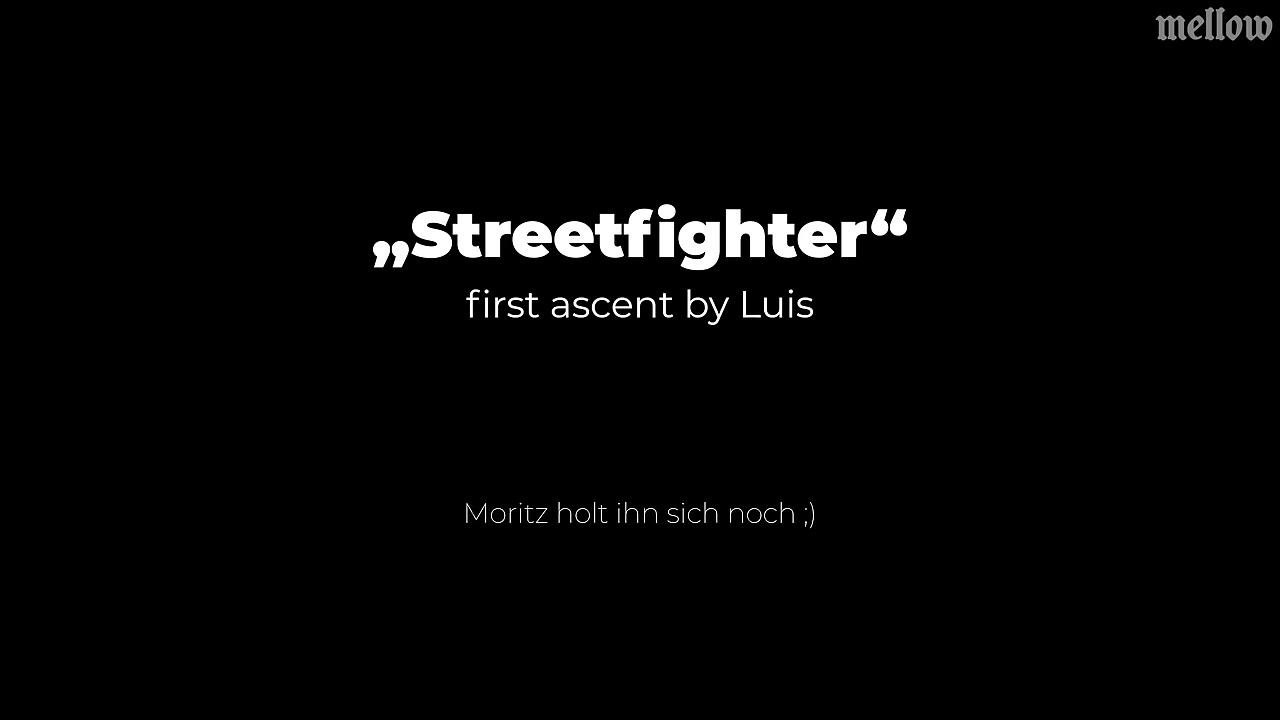 mellow
„Streetfighter“
first ascent by Luis
Moritz holt ihn sich noch ;)